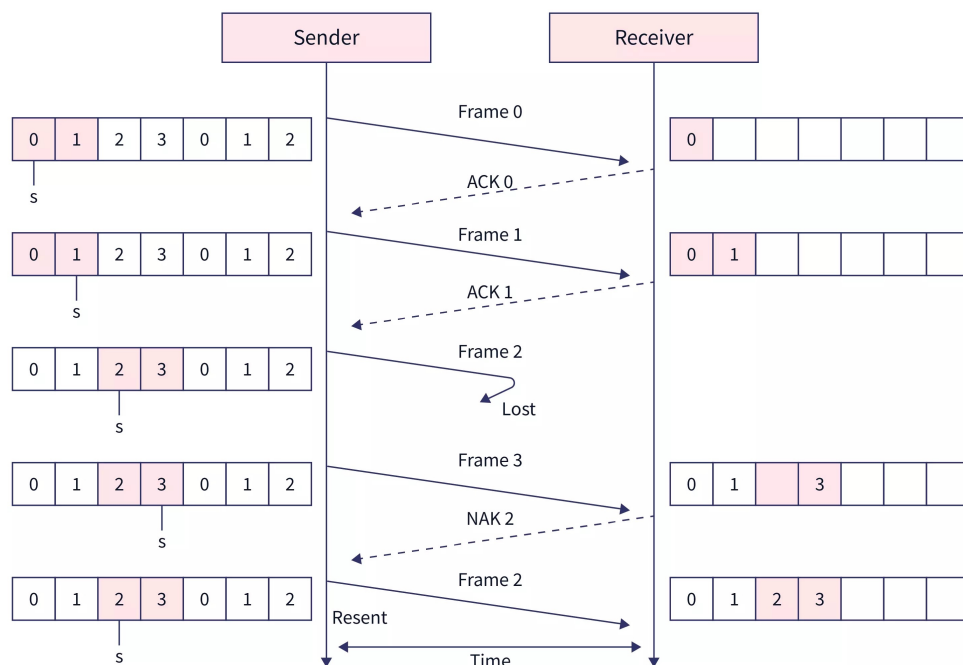 Sender Receiver
Frame 0
0 1 2 3 0 1 2 0
ACK 0
s
Frame 1
0 1 2 3 0 1 2 0 1
ACK 1
s
Frame 2
0 1 2 3 0 1 2
Lost
s
Frame 3
0 1 2 3 0 1 2 0 1 3
NAK 2
s
Frame 2
0 1 2 3 0 1 2 0 1 2 3
Resent
s
Time